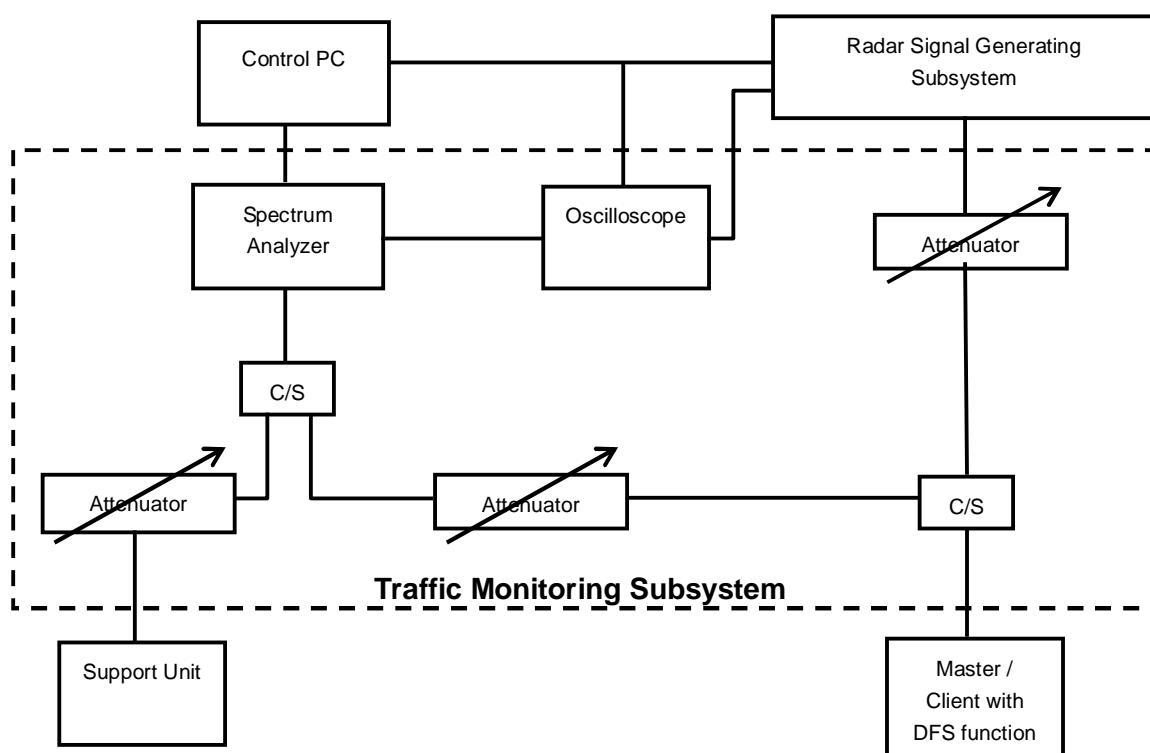 Control PC
Radar Signal Generating
Subsystem
Spectrum
Analyzer
Oscilloscope
Attenuator
C/S
Attenuator
Attenuator
C/S
Traffic Monitoring Subsystem
Support Unit
Master /
Client with
DFS function